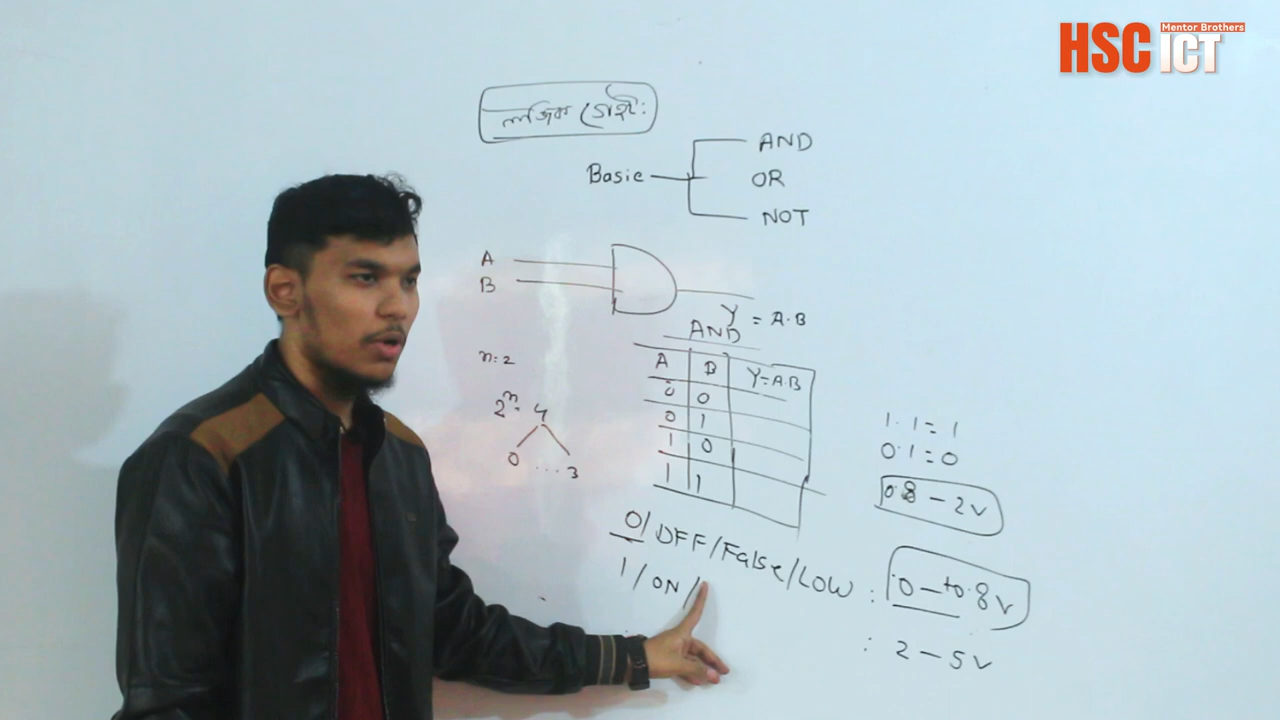 HSC ICT
Mentor Brothers
লজিক গেইট:
Basic
AND
OR
NOT
A
B
Y = A·B
AND
n=2
2ⁿ= 4
0 ... 3
A B Y=A·B
0 0
0 1
1 0
1 1
1·1=1
0·1=0
0.8 – 2v
0/OFF/False/LOW : 0 – to .8v
1/ON/
: 2 – 5v